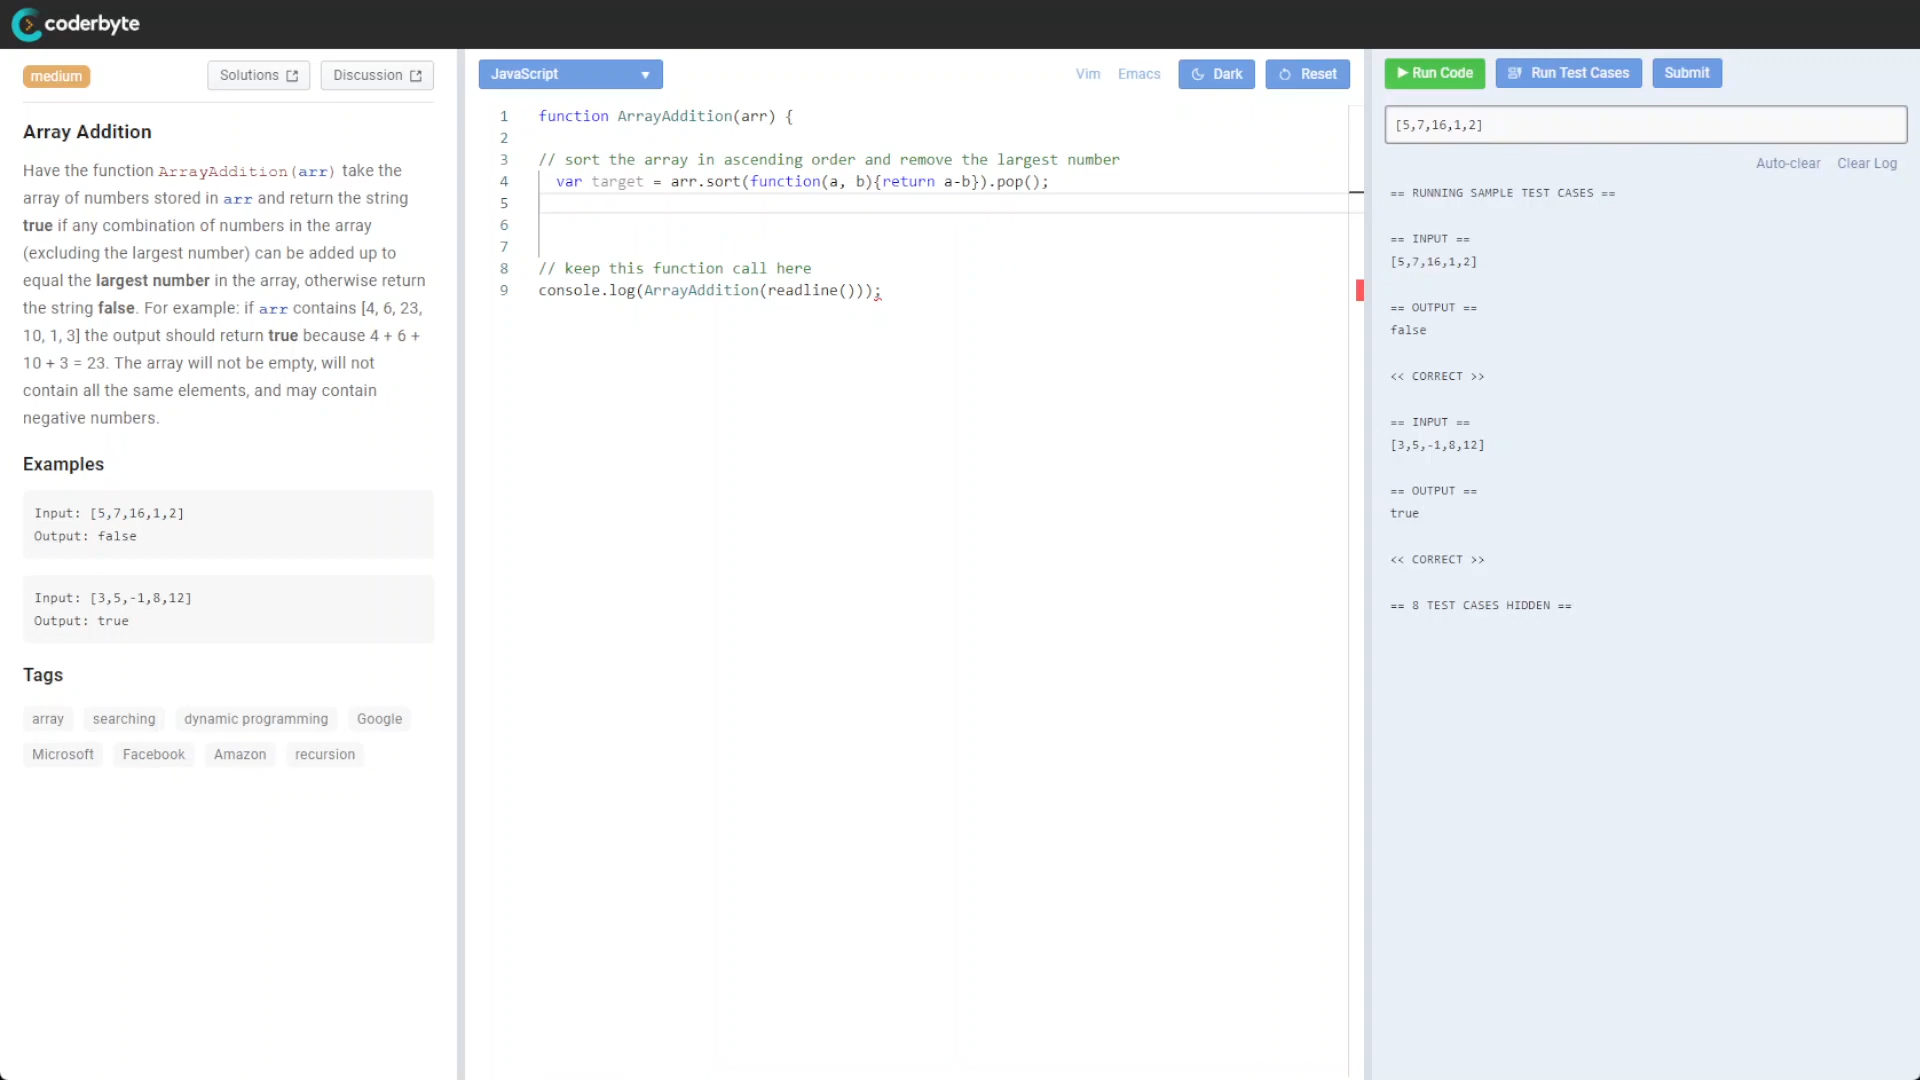 coderbyte
medium
Solutions
Discussion
Array Addition
Have the function ArrayAddition(arr) take the
array of numbers stored in arr and return the string
true if any combination of numbers in the array
(excluding the largest number) can be added up to
equal the largest number in the array, otherwise return
the string false. For example: if arr contains [4, 6, 23,
10, 1, 3] the output should return true because 4 + 6 +
10 + 3 = 23. The array will not be empty, will not
contain all the same elements, and may contain
negative numbers.
Examples
Input: [5,7,16,1,2]
Output: false
Input: [3,5,-1,8,12]
Output: true
Tags
array searching dynamic programming Google
Microsoft Facebook Amazon recursion
JavaScript
Vim Emacs Dark Reset
1 function ArrayAddition(arr) {
2
3 // sort the array in ascending order and remove the largest number
4 var target = arr.sort(function(a, b){return a-b}).pop();
5
6
7
8 // keep this function call here
9 console.log(ArrayAddition(readline()));
Run Code Run Test Cases Submit
[5,7,16,1,2]
Auto-clear Clear Log
== RUNNING SAMPLE TEST CASES ==
== INPUT ==
[5,7,16,1,2]
== OUTPUT ==
false
<< CORRECT >>
== INPUT ==
[3,5,-1,8,12]
== OUTPUT ==
true
<< CORRECT >>
== 8 TEST CASES HIDDEN ==